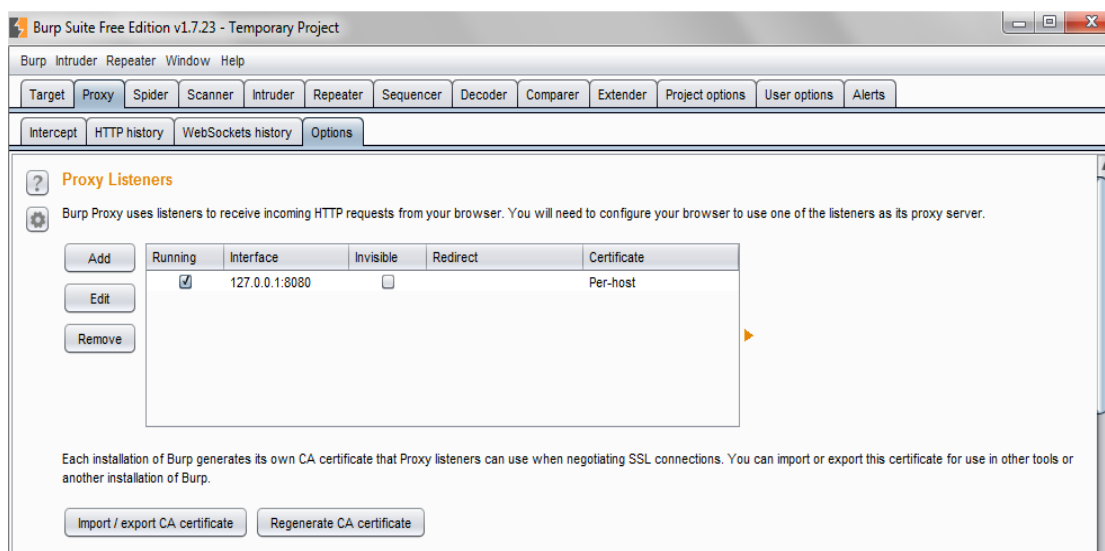 Burp Suite Free Edition v1.7.23 - Temporary Project
Burp Intruder Repeater Window Help
Target Proxy Spider Scanner Intruder Repeater Sequencer Decoder Comparer Extender Project options User options Alerts
Intercept HTTP history WebSockets history Options
? Proxy Listeners
Burp Proxy uses listeners to receive incoming HTTP requests from your browser. You will need to configure your browser to use one of the listeners as its proxy server.
Add Running Interface Invisible Redirect Certificate
127.0.0.1:8080 Per-host
Edit
Remove
Each installation of Burp generates its own CA certificate that Proxy listeners can use when negotiating SSL connections. You can import or export this certificate for use in other tools or
another installation of Burp.
Import / export CA certificate Regenerate CA certificate